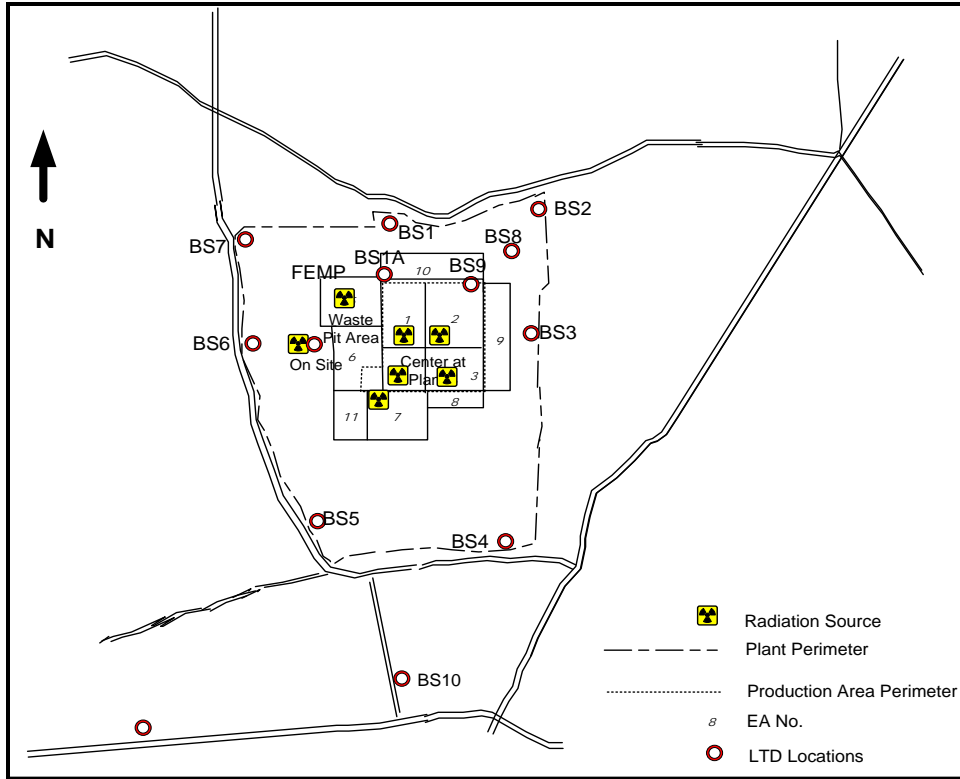 N
BS2
BS1
BS7
BS8
BS1A
FEMP
10
BS9
Waste
1
2
Pit Area
BS3
BS6
9
On Site
6
Center at
Plan
3
8
11
7
BS5
BS4
BS10
Radiation Source
Plant Perimeter
Production Area Perimeter
8 EA No.
LTD Locations